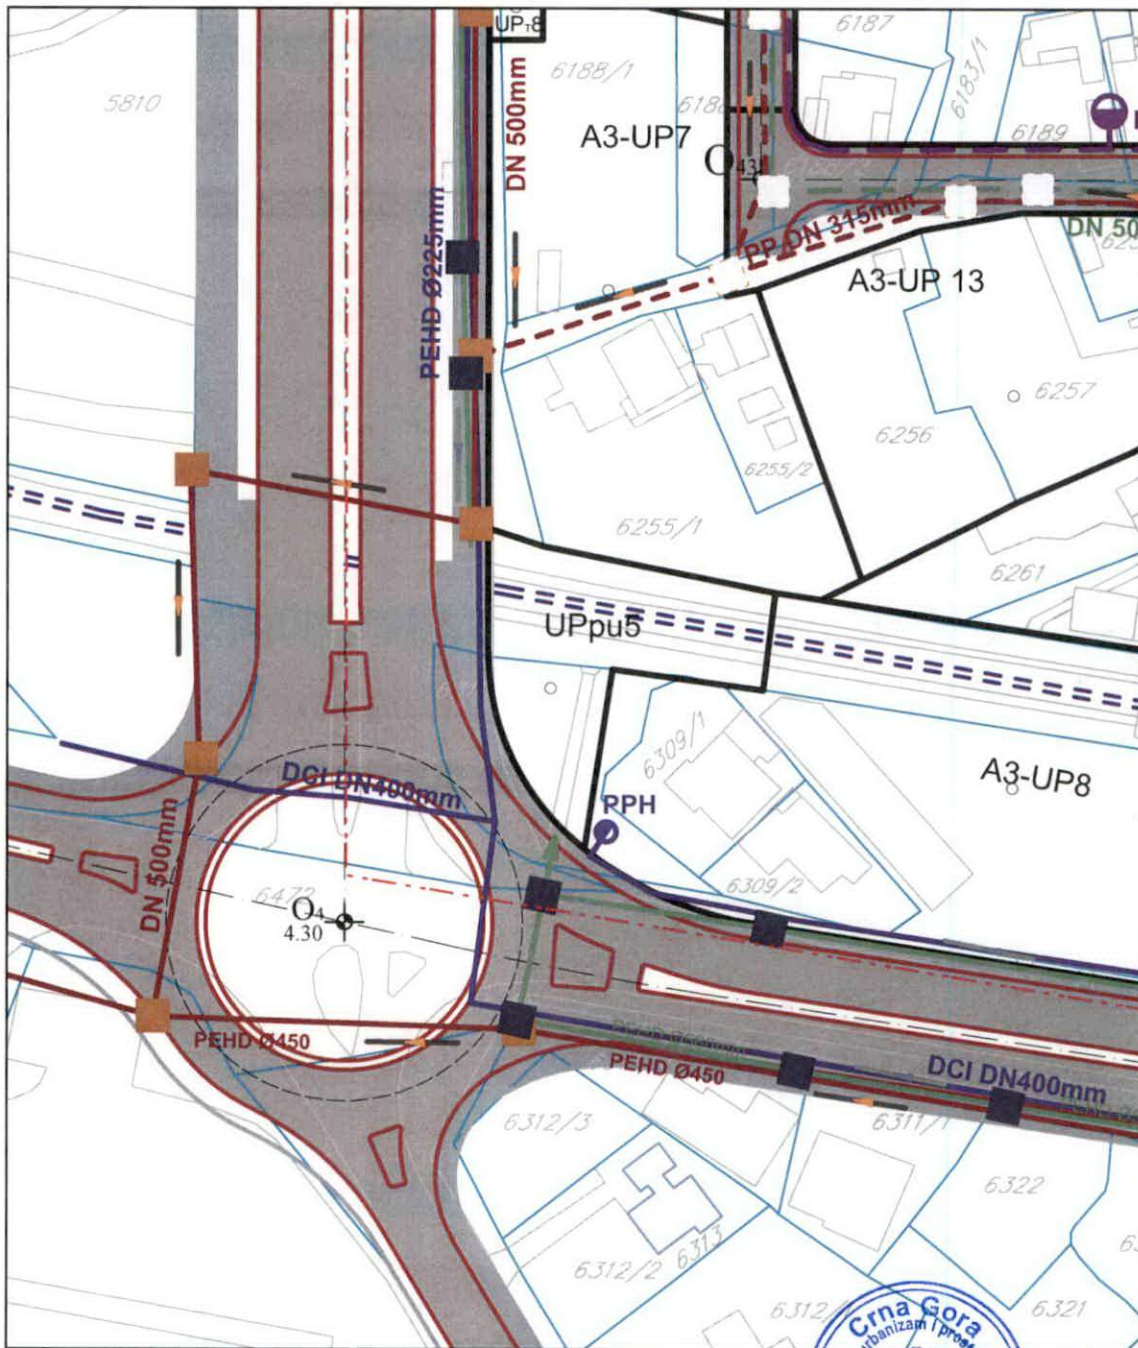 UP₇8
6187
6188/1
5810
6183/1
6189
A3-UP7
DN 500mm
O₄₃
PEHD Ø225mm
PP DN 315mm
DN 50
A3-UP 13
6257
6256
6255/2
6255/1
6261
UPpu5
6309/1
A3-UP8
DCI DN400mm
PPH
DN 500mm
6309/2
6472
O₄
4.30
PEHD Ø450
PEHD Ø450
DCI DN400mm
6312/3
6311/1
6322
6313
6312/2
6321
Crna Gora